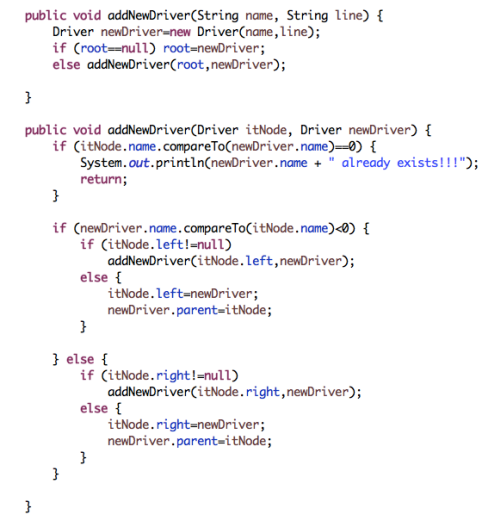 public void addNewDriver(String name, String line) {
    Driver newDriver=new Driver(name,line);
    if (root==null) root=newDriver;
    else addNewDriver(root,newDriver);

}

public void addNewDriver(Driver itNode, Driver newDriver) {
    if (itNode.name.compareTo(newDriver.name)==0) {
        System.out.println(newDriver.name + " already exists!!!");
        return;
    }

    if (newDriver.name.compareTo(itNode.name)<0) {
        if (itNode.left!=null)
            addNewDriver(itNode.left,newDriver);
        else {
            itNode.left=newDriver;
            newDriver.parent=itNode;
        }

    } else {
        if (itNode.right!=null)
            addNewDriver(itNode.right,newDriver);
        else {
            itNode.right=newDriver;
            newDriver.parent=itNode;
        }
    }

}